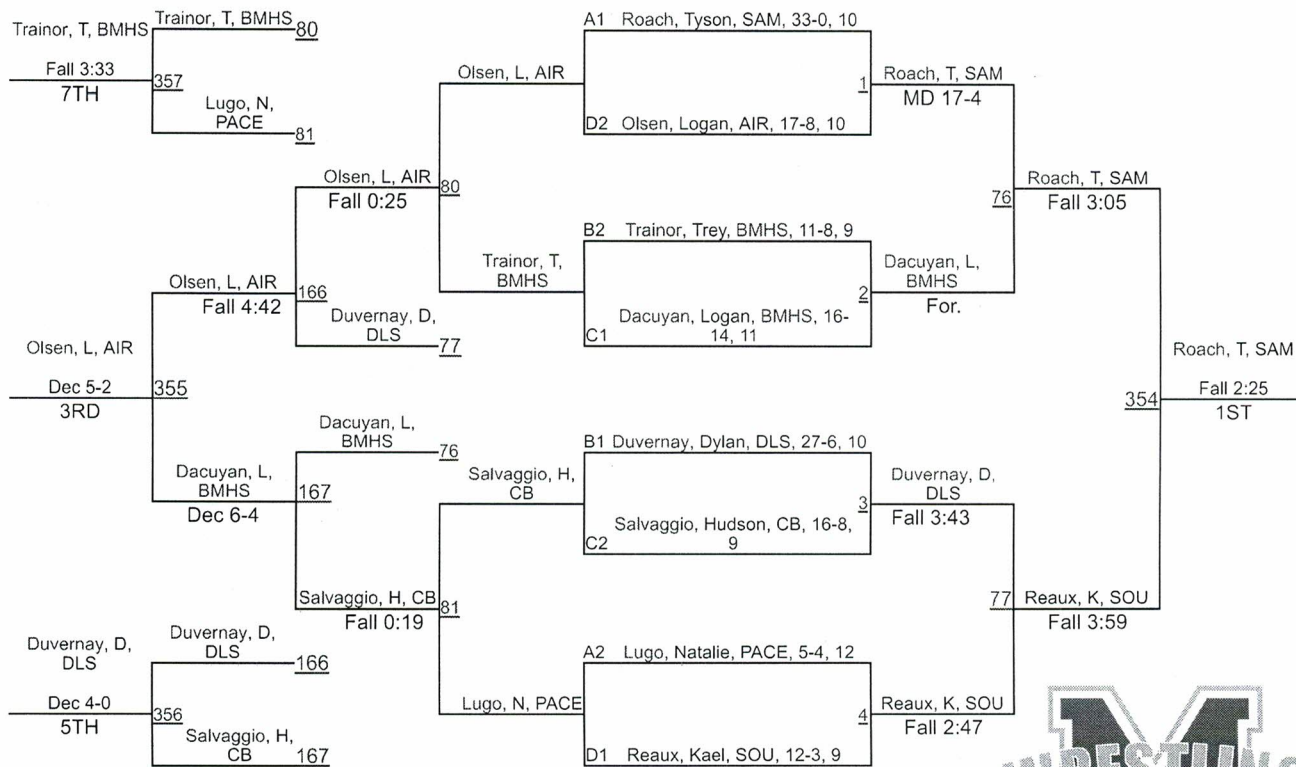 Trainor, T, BMHS
Fall 3:33
7TH
Trainor, T, BMHS
80
357
Lugo, N,
PACE
81
Olsen, L, AIR
Fall 0:25
80
Olsen, L, AIR
Trainor, T,
BMHS
Olsen, L, AIR
Fall 4:42
166
Duvernay, D,
DLS
77
Olsen, L, AIR
Dec 5-2
3RD
355
Dacuyan, L,
BMHS
Dec 6-4
Dacuyan, L,
BMHS
76
167
Salvaggio, H, CB
Fall 0:19
81
Salvaggio, H,
CB
Lugo, N, PACE
Duvernay, D,
DLS
Dec 4-0
5TH
Duvernay, D,
DLS
166
356
Salvaggio, H,
CB
167
A1 Roach, Tyson, SAM, 33-0, 10
1
D2 Olsen, Logan, AIR, 17-8, 10
B2 Trainor, Trey, BMHS, 11-8, 9
2
Dacuyan, Logan, BMHS, 16-
C1 14, 11
B1 Duvernay, Dylan, DLS, 27-6, 10
3
Salvaggio, Hudson, CB, 16-8,
C2 9
A2 Lugo, Natalie, PACE, 5-4, 12
4
D1 Reaux, Kael, SOU, 12-3, 9
Roach, T, SAM
MD 17-4
76
Dacuyan, L,
BMHS
For.
Roach, T, SAM
Fall 3:05
Duvernay, D,
DLS
Fall 3:43
77
Reaux, K, SOU
Fall 2:47
Reaux, K, SOU
Fall 3:59
354
Roach, T, SAM
Fall 2:25
1ST
M
WRESTLING